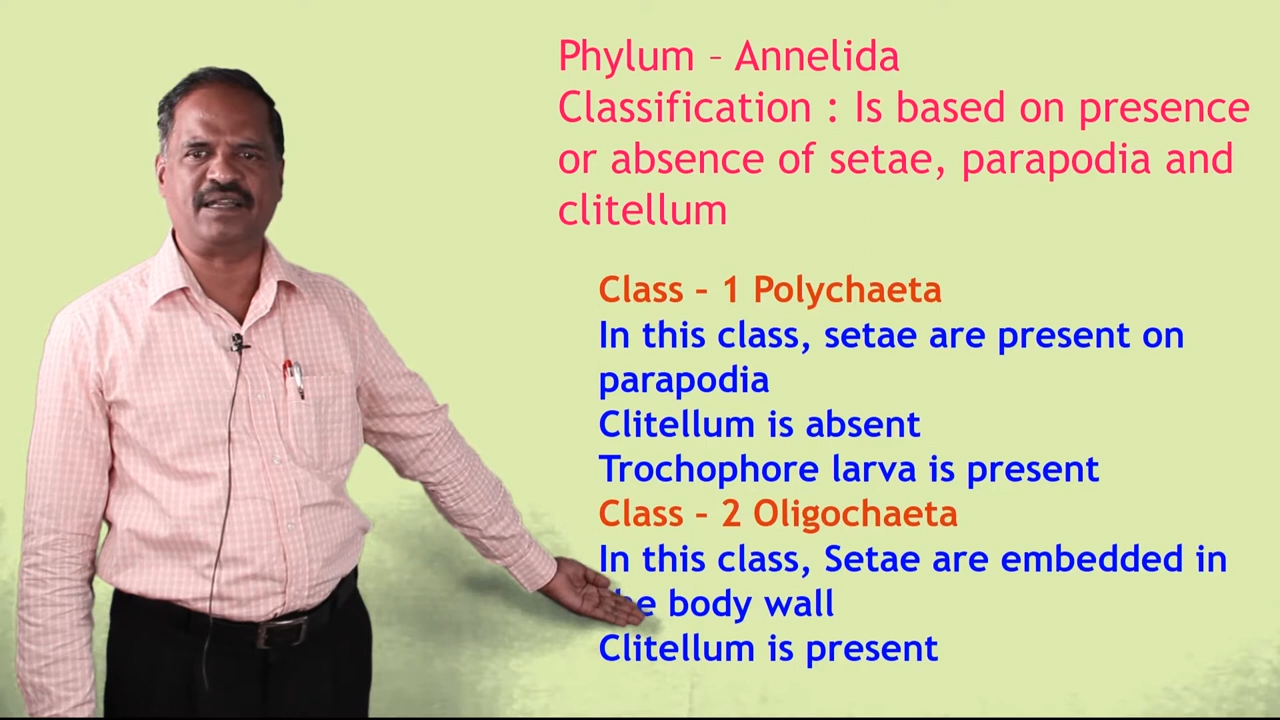 Phylum – Annelida
Classification : Is based on presence
or absence of setae, parapodia and
clitellum
Class – 1 Polychaeta
In this class, setae are present on
parapodia
Clitellum is absent
Trochophore larva is present
Class – 2 Oligochaeta
In this class, Setae are embedded in
body wall
Clitellum is present